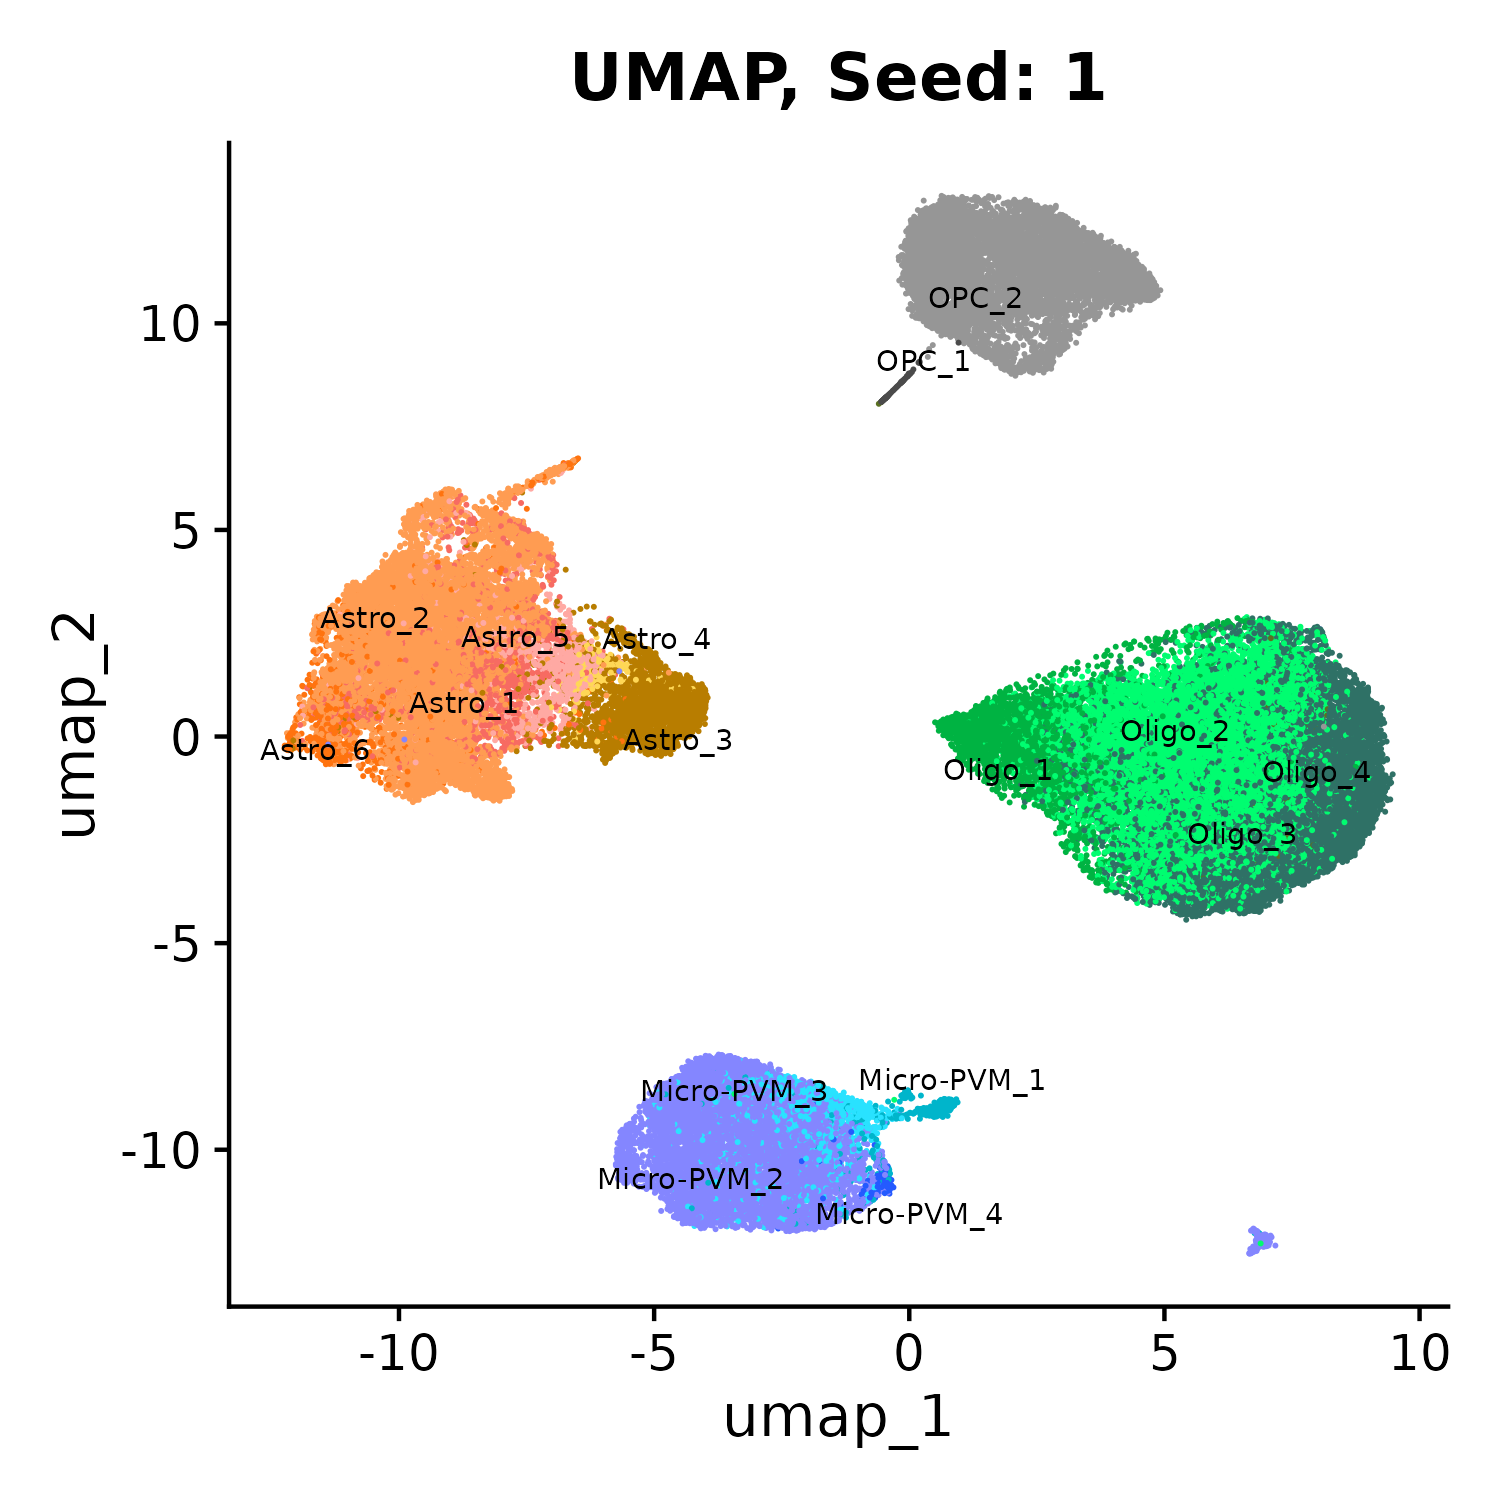 UMAP, Seed: 1
umap_2
10
5
0
-5
-10
OPC_2
OPC_1
Astro_2
Astro_5
Astro_4
Astro_1
Astro_3
Astro_6
Oligo_2
Oligo_1
Oligo_4
Oligo_3
Micro-PVM_1
Micro-PVM_3
Micro-PVM_2
Micro-PVM_4
-10
-5
0
5
10
umap_1